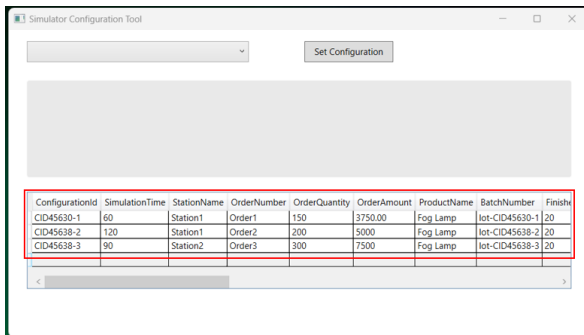 Simulator Configuration Tool
Set Configuration
ConfigurationId SimulationTime StationName OrderNumber OrderQuantity OrderAmount ProductName BatchNumber Finishe
CID45630-1 60 Station1 Order1 150 3750.00 Fog Lamp lot-CID45630-1 20
CID45638-2 120 Station1 Order2 200 5000 Fog Lamp lot-CID45638-2 20
CID45638-3 90 Station2 Order3 300 7500 Fog Lamp lot-CID45638-3 20